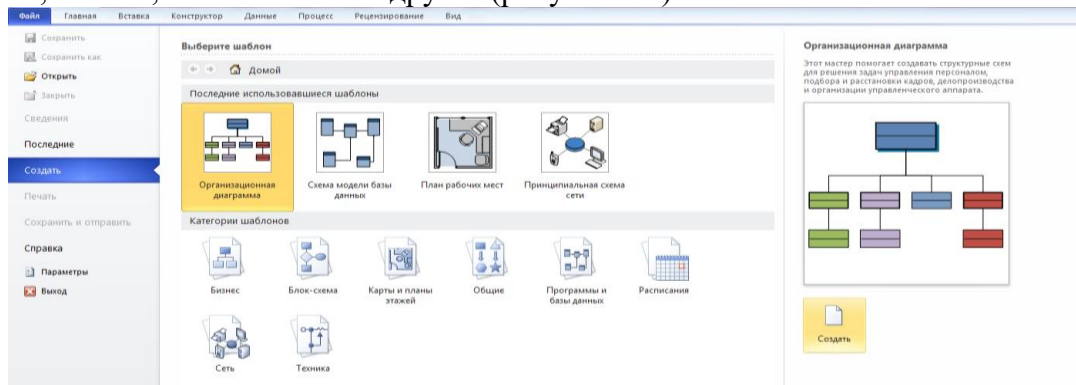 Файл Главная Вставка Конструктор Данные Процесс Рецензирование Вид
Сохранить
Сохранить как
Открыть
Закрыть
Сведения
Последние
Создать
Печать
Сохранить и отправить
Справка
Параметры
Выход
Выберите шаблон
Домой
Последние использовавшиеся шаблоны
Организационная
диаграмма
Схема модели базы
данных
План рабочих мест
Принципиальная схема
сети
Категории шаблонов
Бизнес
Блок-схема
Карты и планы
этажей
Общие
Программы и
базы данных
Расписания
Сеть
Техника
Организационная диаграмма
Этот мастер помогает создавать структурные схем
для решения задач управления персоналом,
подбора и расстановки кадров, делопроизводства
и организации управленческого аппарата.
Создать